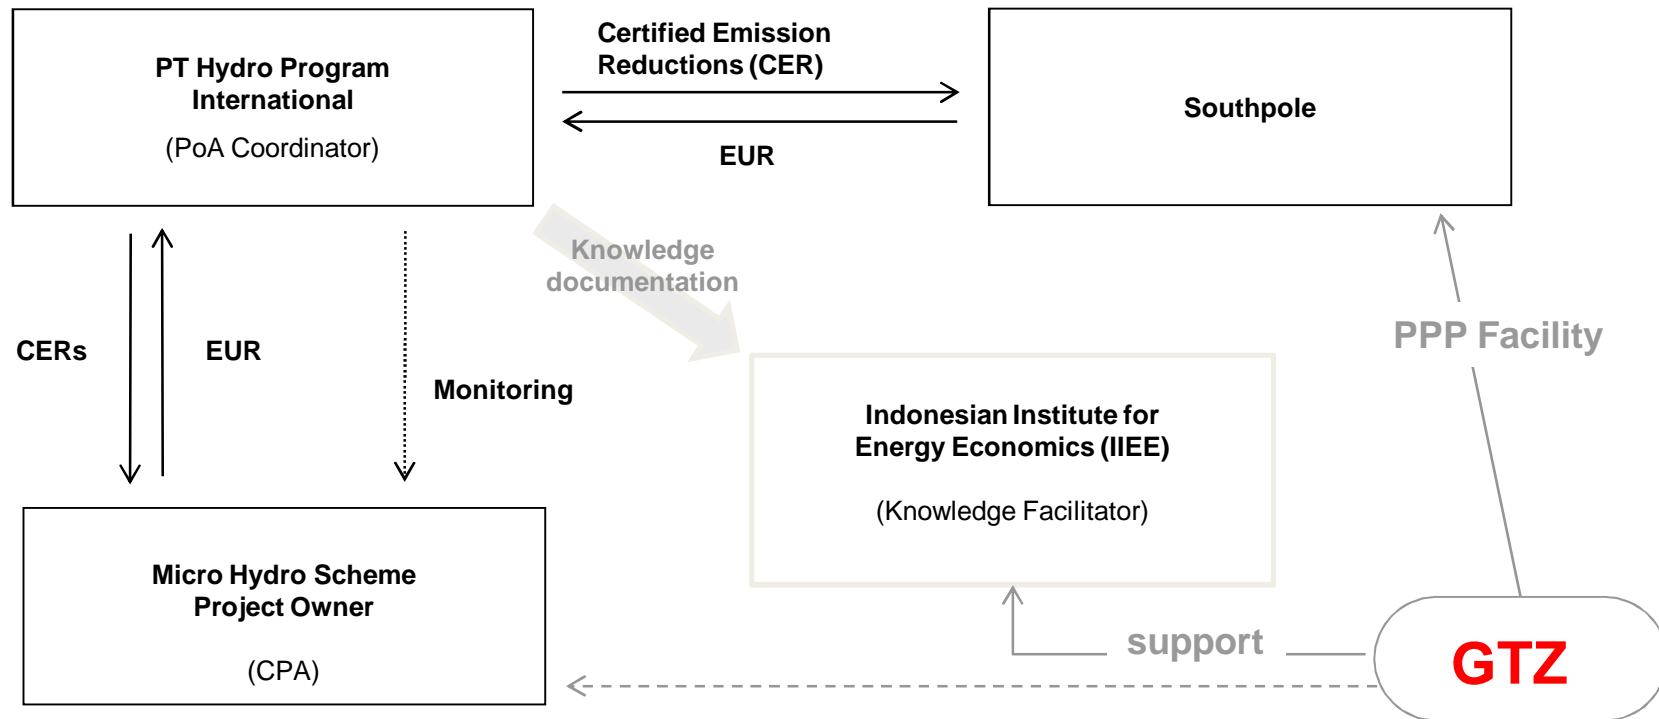 PT Hydro Program
International
(PoA Coordinator)
Certified Emission
Reductions (CER)
EUR
Southpole
Knowledge
documentation
CERs
EUR
Monitoring
PPP Facility
Indonesian Institute for
Energy Economics (IIEE)
(Knowledge Facilitator)
Micro Hydro Scheme
Project Owner
(CPA)
support
GTZ